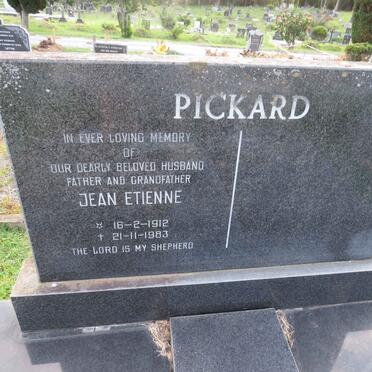 PICKARD
IN EVER LOVING MEMORY
OF
OUR DEARLY BELOVED HUSBAND
FATHER AND GRANDFATHER
JEAN ETIENNE
¤ 16-2-1912
† 21-11-1983
THE LORD IS MY SHEPHERD